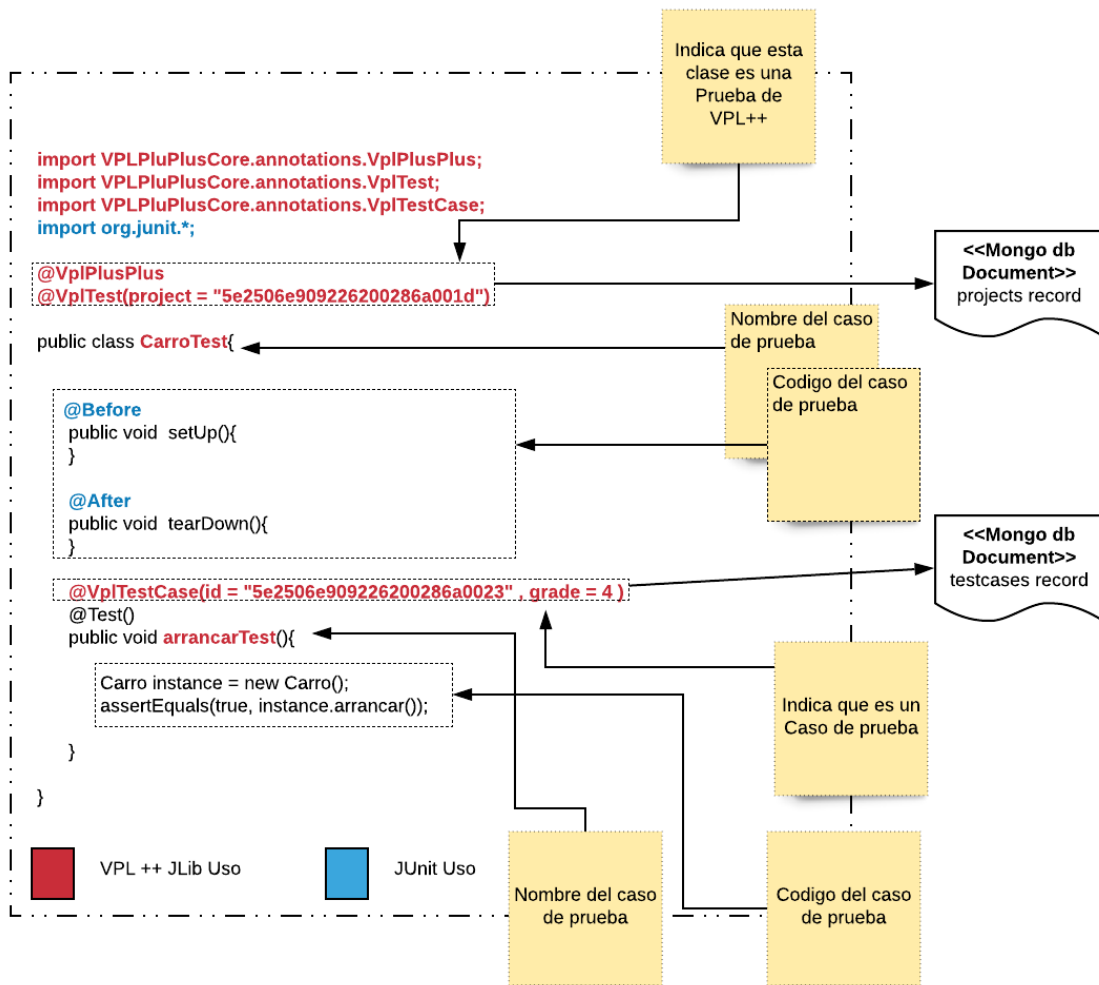 Indica que esta
clase es una
Prueba de
VPL++
import VPLPluPlusCore.annotations.VplPlusPlus;
import VPLPluPlusCore.annotations.VplTest;
import VPLPluPlusCore.annotations.VplTestCase;
import org.junit.*;
@VplPlusPlus
@VplTest(project = "5e2506e909226200286a001d")
<<Mongo db
Document>>
projects record
public class CarroTest{
Nombre del caso
de prueba
Codigo del caso
de prueba
@Before
public void setUp(){
}
@After
public void tearDown(){
}
<<Mongo db
Document>>
testcases record
@VplTestCase(id = "5e2506e909226200286a0023" , grade = 4 )
@Test()
public void arrancarTest(){
Carro instance = new Carro();
assertEquals(true, instance.arrancar());
}
}
Indica que es un
Caso de prueba
VPL ++ JLib Uso
JUnit Uso
Nombre del caso
de prueba
Codigo del caso
de prueba